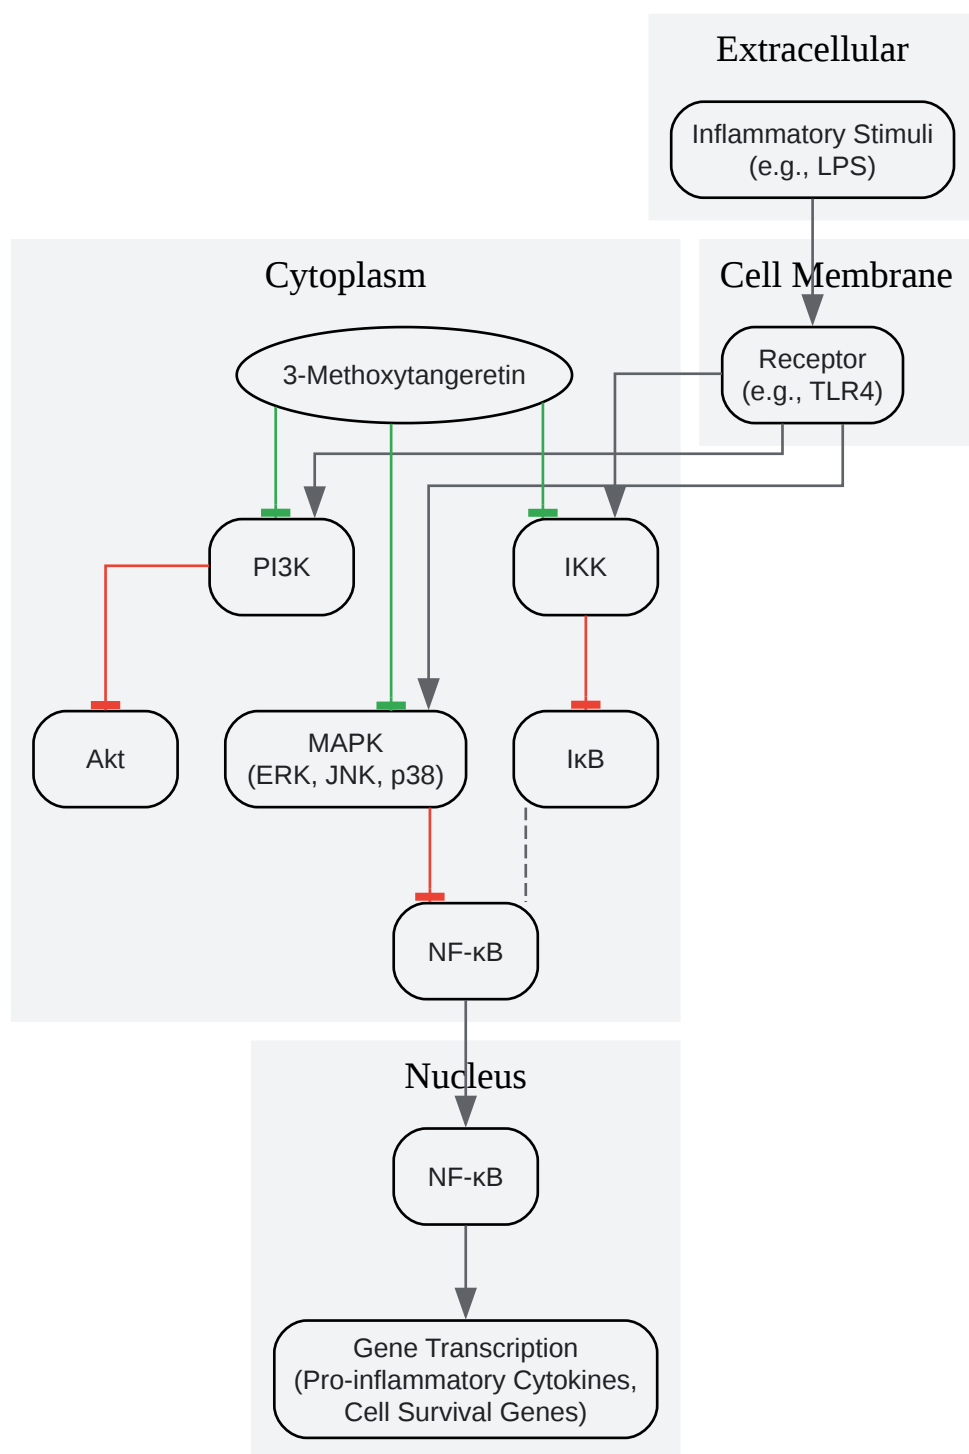 Extracellular
Inflammatory Stimuli
(e.g., LPS)
Cytoplasm
Cell Membrane
3-Methoxytangeretin
Receptor
(e.g., TLR4)
PI3K
IKK
Akt
MAPK
(ERK, JNK, p38)
IκB
NF-κB
Nucleus
NF-κB
Gene Transcription
(Pro-inflammatory Cytokines,
Cell Survival Genes)